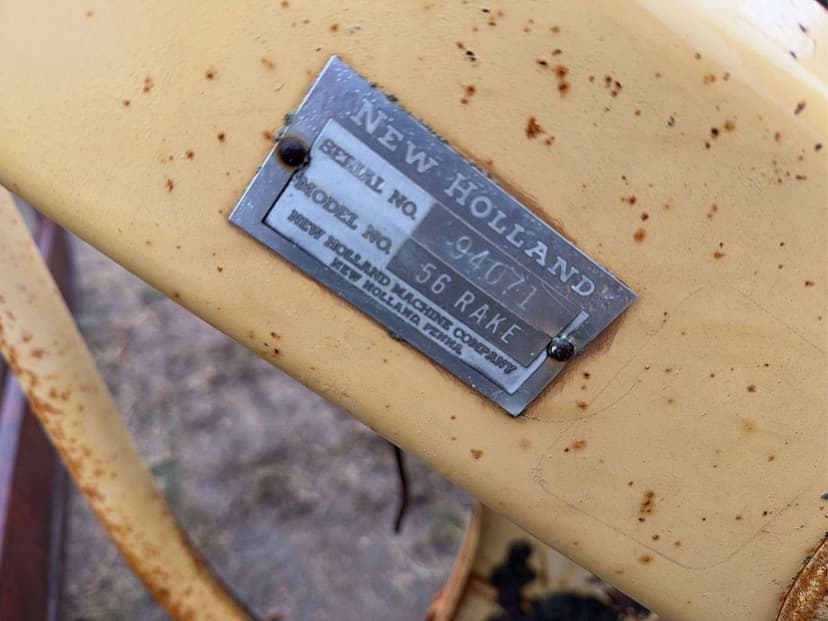 NEW HOLLAND
SERIAL NO. 94071
MODEL NO. 56 RAKE
NEW HOLLAND MACHINE COMPANY
NEW HOLLAND, PENNA.